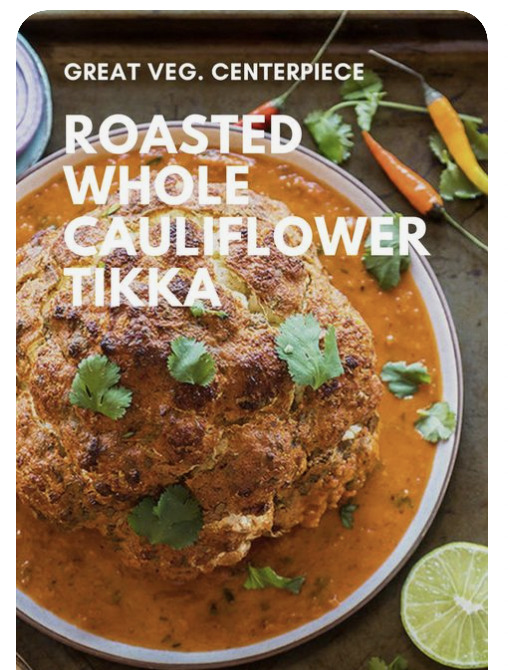 GREAT VEG. CENTERPIECE
ROASTED
WHOLE
CAULIFLOWER
TIKKA